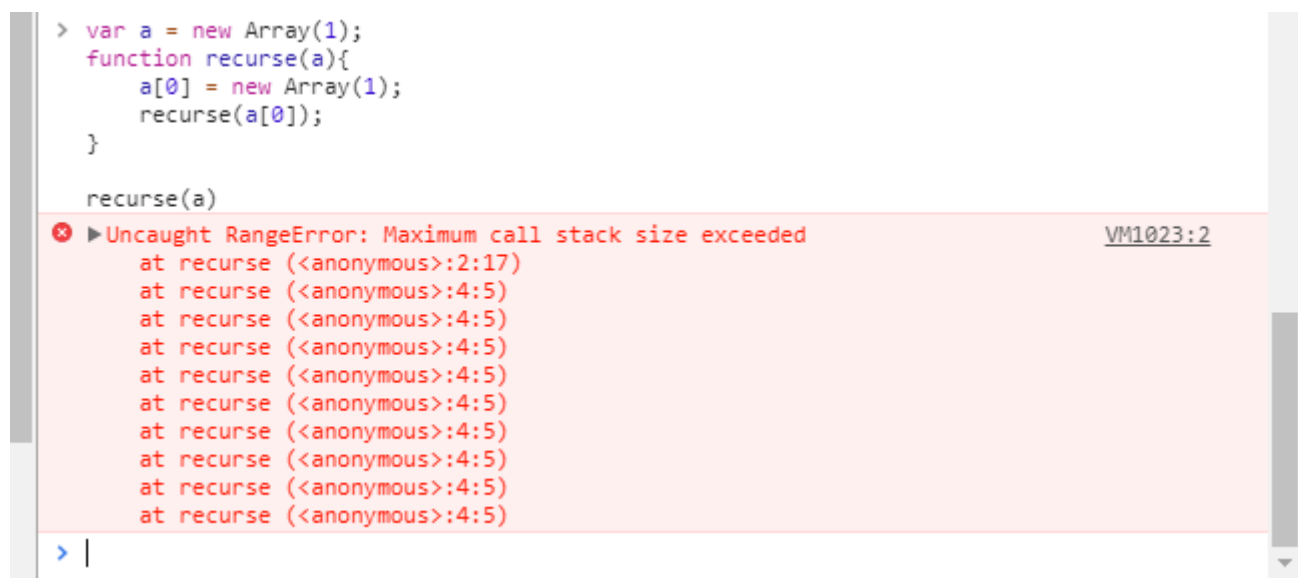 > var a = new Array(1);
function recurse(a){
    a[0] = new Array(1);
    recurse(a[0]);
}
recurse(a)
▶Uncaught RangeError: Maximum call stack size exceeded VM1023:2
    at recurse (<anonymous>:2:17)
    at recurse (<anonymous>:4:5)
    at recurse (<anonymous>:4:5)
    at recurse (<anonymous>:4:5)
    at recurse (<anonymous>:4:5)
    at recurse (<anonymous>:4:5)
    at recurse (<anonymous>:4:5)
    at recurse (<anonymous>:4:5)
    at recurse (<anonymous>:4:5)
    at recurse (<anonymous>:4:5)
>